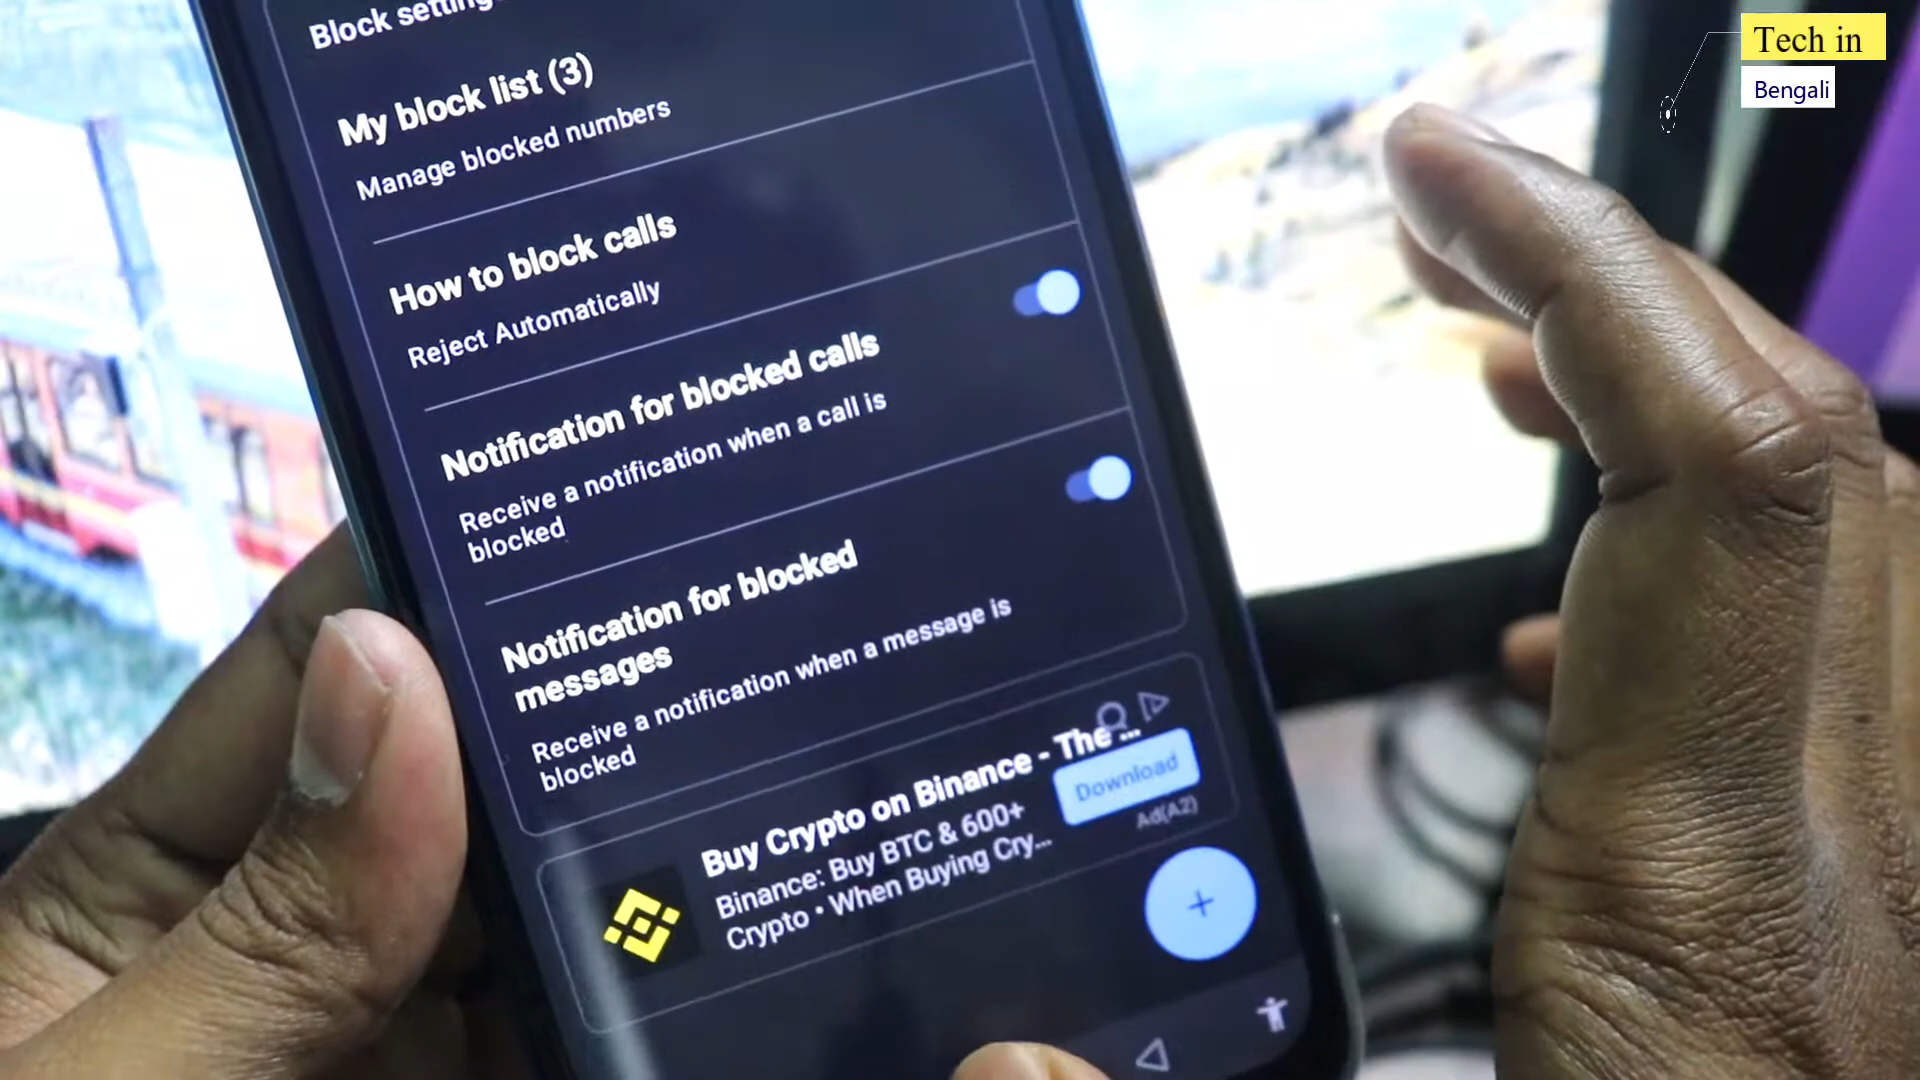 Tech in
Bengali
Block
My block list (3)
Manage blocked numbers
How to block calls
Reject Automatically
Notification for blocked calls
Receive a notification when a call is
blocked
Notification for blocked
messages
Receive a notification when a message is
blocked
Buy Crypto on Binance - The ...
Binance: Buy BTC & 600+
Crypto • When Buying Cry...
Download
Ad(A2)